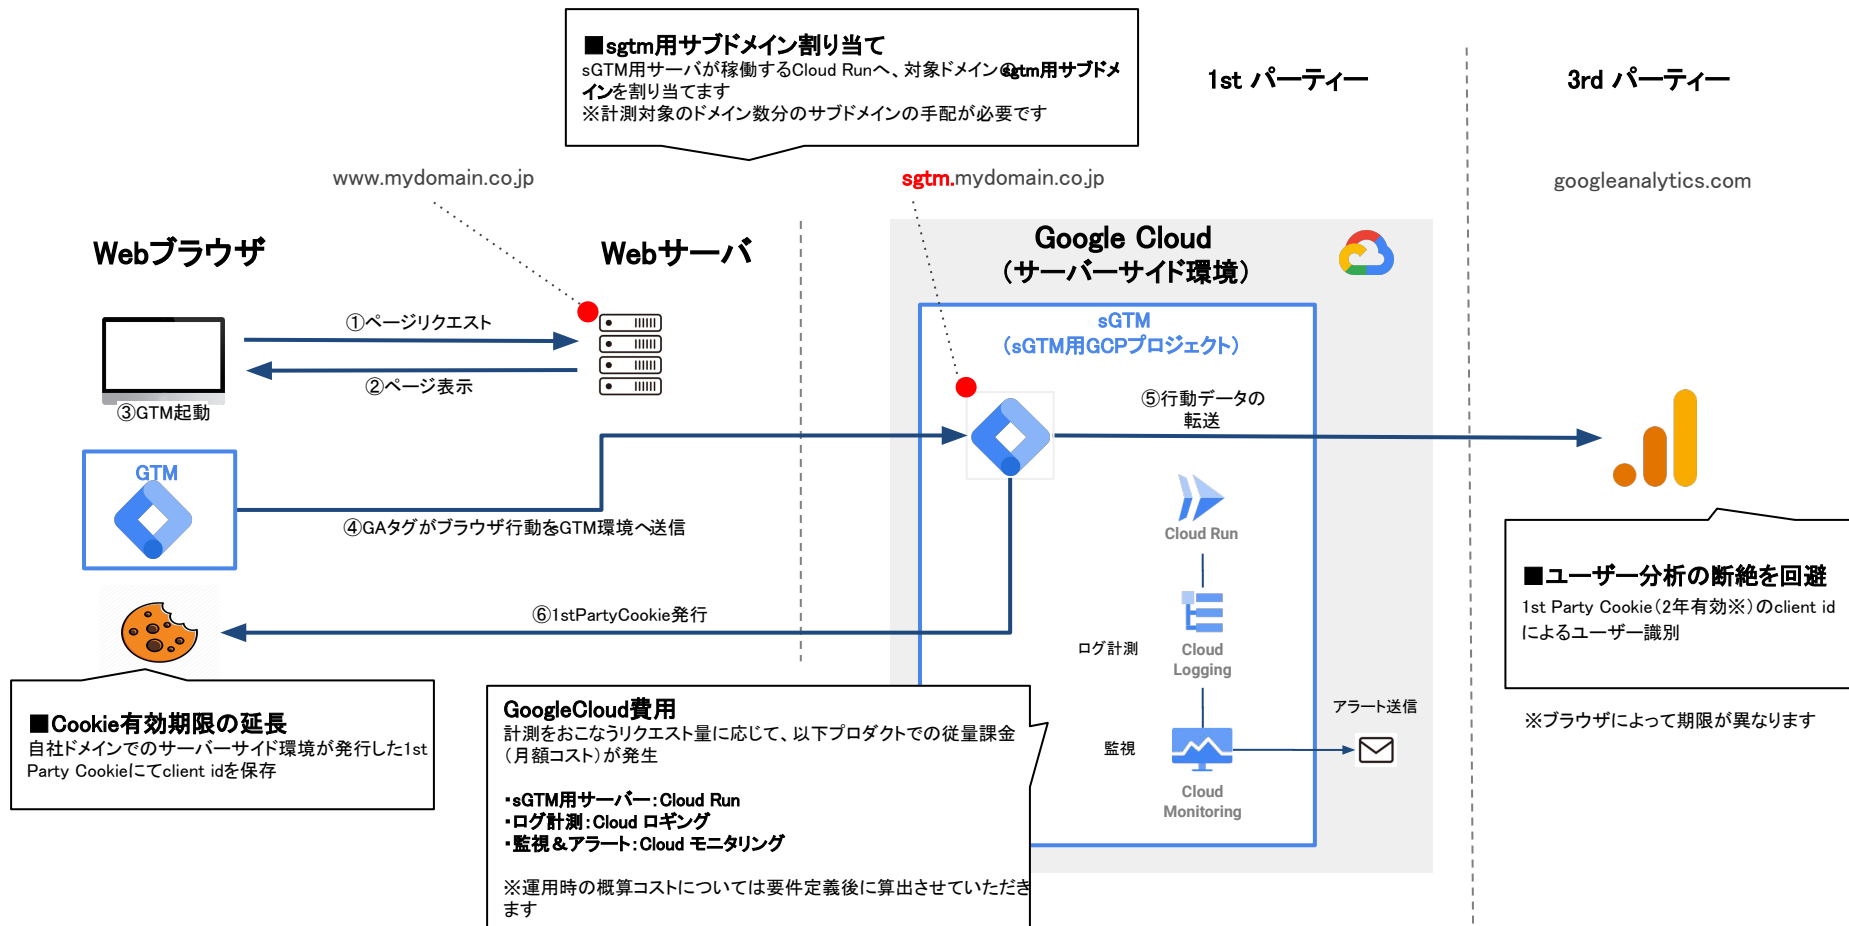 ■sgtm用サブドメイン割り当て
sGTM用サーバが稼働するCloud Runへ、対象ドメインのsgtm用サブドメ
インを割り当てます
※計測対象のドメイン数分のサブドメインの手配が必要です
1st パーティー
3rd パーティー
www.mydomain.co.jp
sgtm.mydomain.co.jp
googleanalytics.com
Webブラウザ
Webサーバ
Google Cloud
（サーバーサイド環境）
①ページリクエスト
②ページ表示
③GTM起動
sGTM
（sGTM用GCPプロジェクト）
⑤行動データの
転送
GTM
④GAタグがブラウザ行動をsGTM環境へ送信
Cloud Run
⑥1stPartyCookie発行
ログ計測
Cloud
Logging
アラート送信
監視
Cloud
Monitoring
■ユーザー分析の断絶を回避
1st Party Cookie（2年有効※）のclient id
によるユーザー識別
※ブラウザによって期限が異なります
■Cookie有効期限の延長
自社ドメインでのサーバーサイド環境が発行した1st
Party Cookieにてclient idを保存
GoogleCloud費用
計測をおこなうリクエスト量に応じて、以下プロダクトでの従量課金
（月額コスト）が発生
・sGTM用サーバー：Cloud Run
・ログ計測：Cloud ロギング
・監視＆アラート：Cloud モニタリング
※運用時の概算コストについては要件定義後に算出させていただき
ます